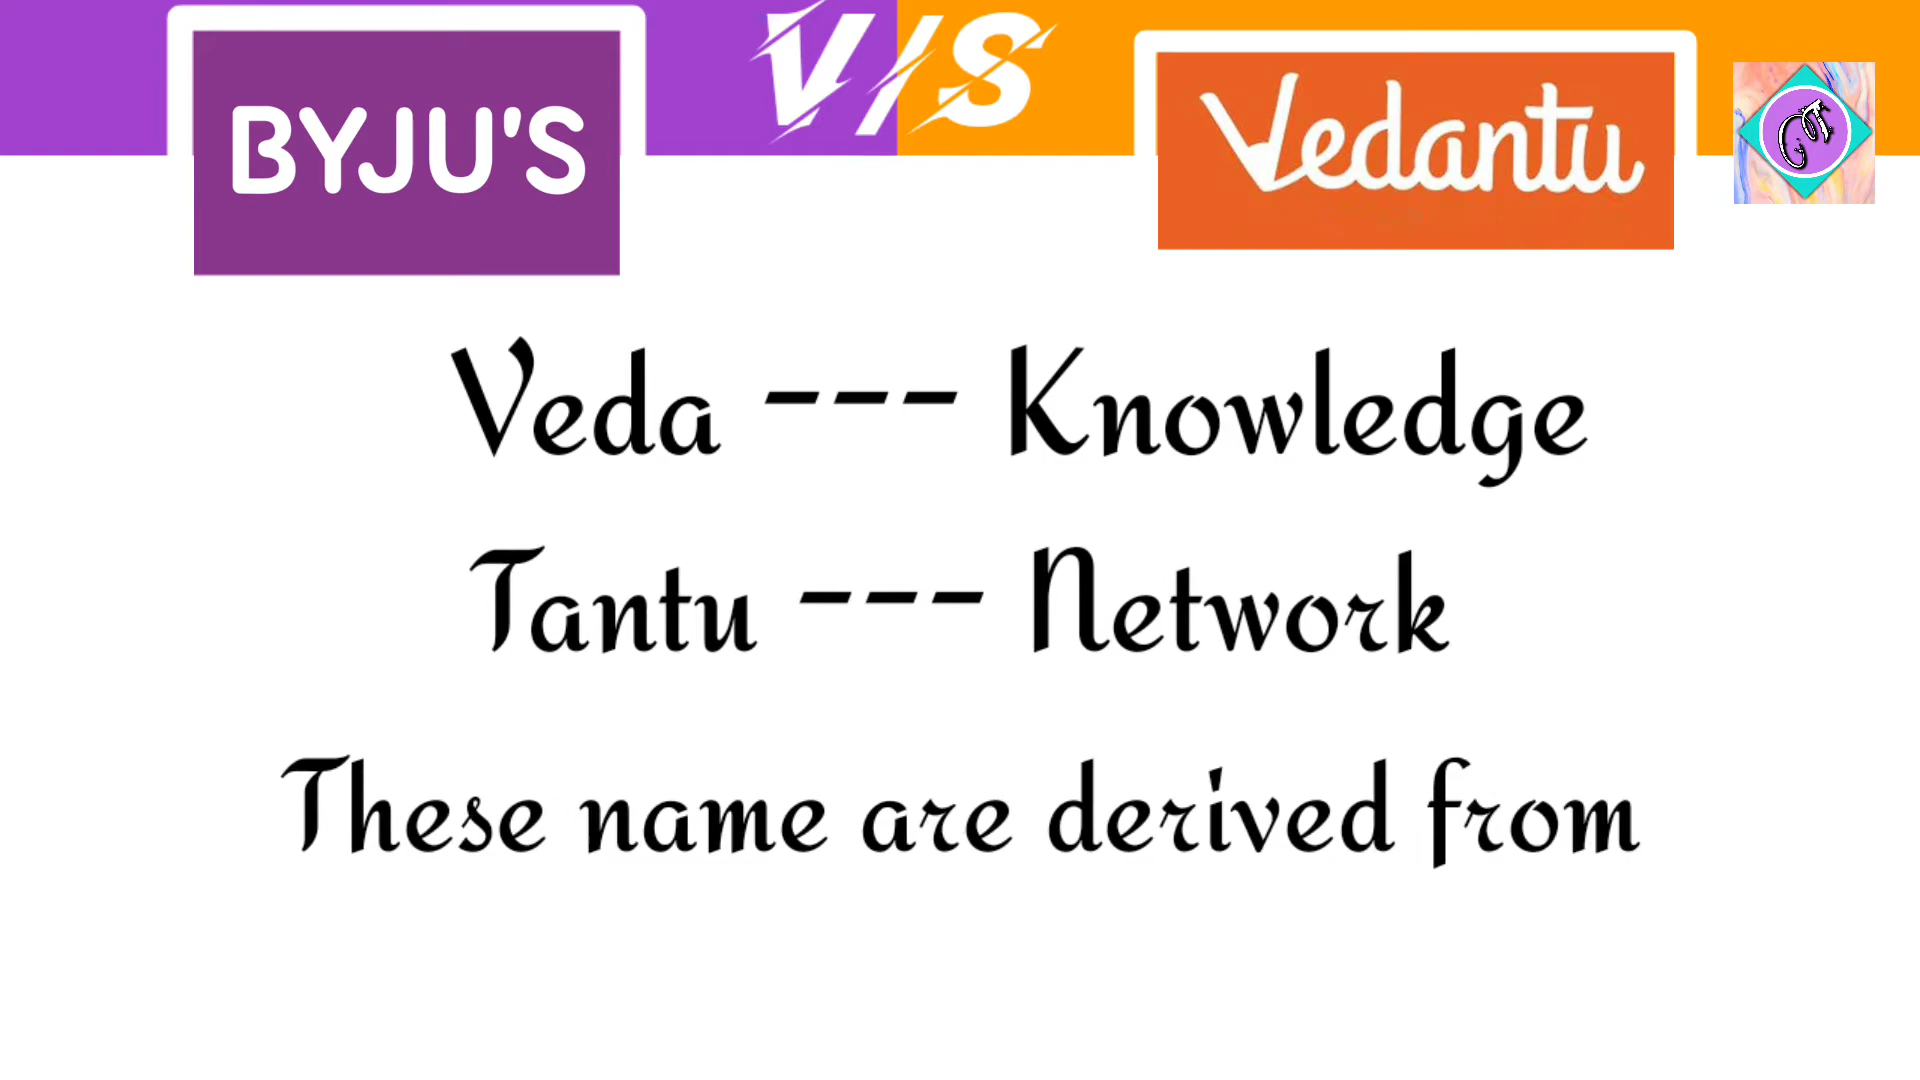 BYJU'S V/S Vedantu
Veda --- Knowledge
Tantu --- Network
These name are derived from